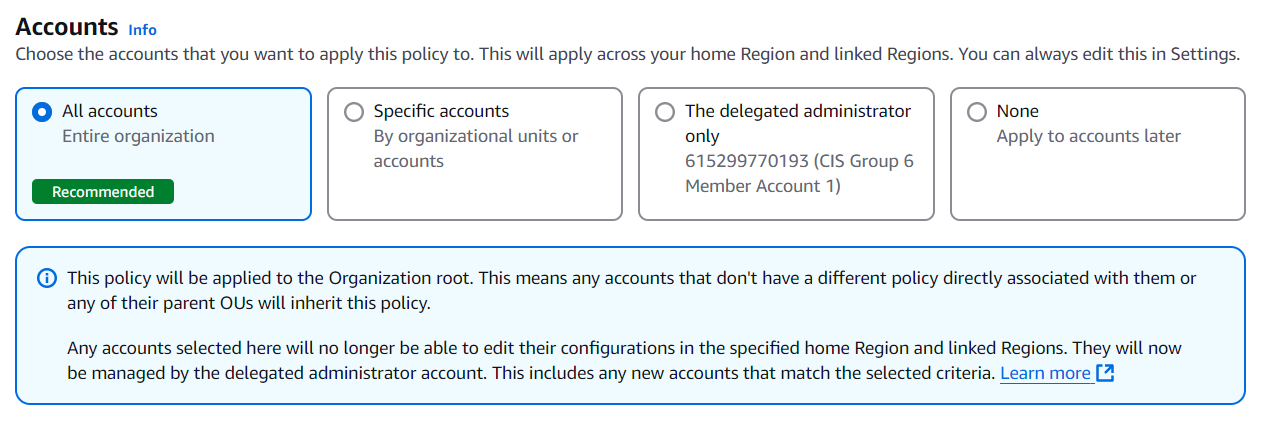 Accounts Info
Choose the accounts that you want to apply this policy to. This will apply across your home Region and linked Regions. You can always edit this in Settings.
All accounts
Entire organization
Recommended
Specific accounts
By organizational units or
accounts
The delegated administrator
only
615299770193 (CIS Group 6
Member Account 1)
None
Apply to accounts later
This policy will be applied to the Organization root. This means any accounts that don't have a different policy directly associated with them or
any of their parent OUs will inherit this policy.
Any accounts selected here will no longer be able to edit their configurations in the specified home Region and linked Regions. They will now
be managed by the delegated administrator account. This includes any new accounts that match the selected criteria. Learn more